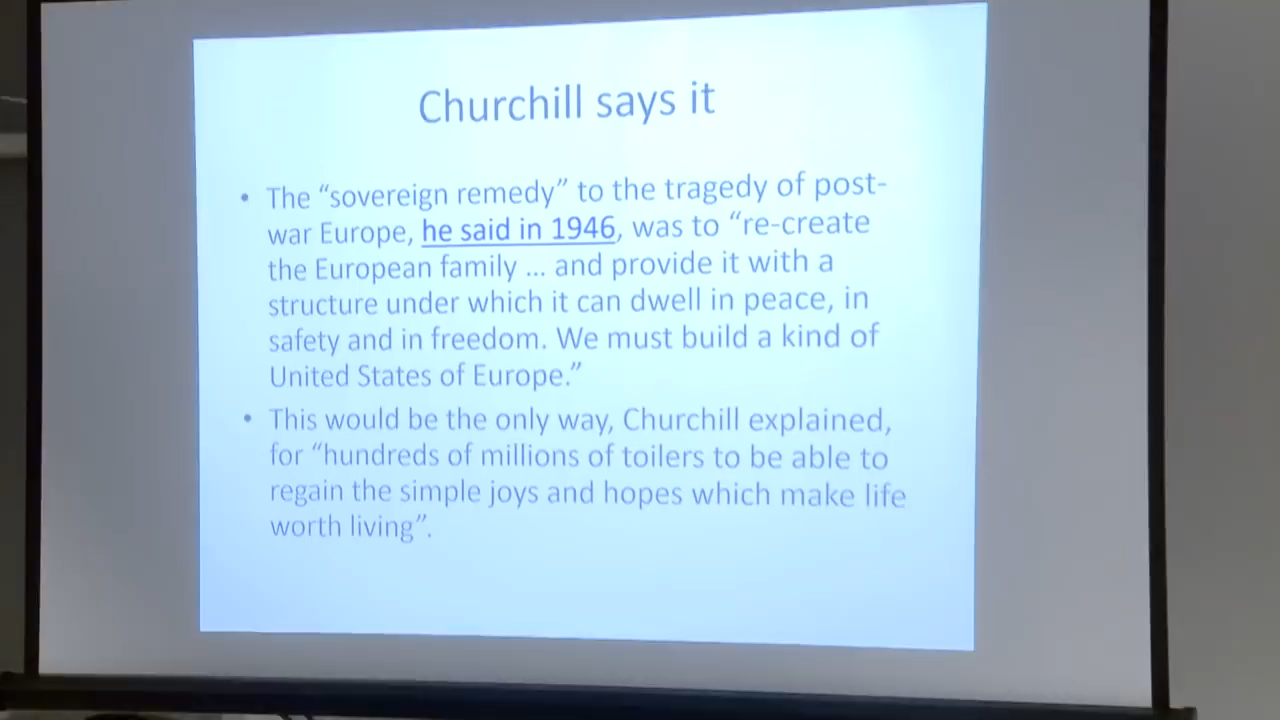 Churchill says it
• The “sovereign remedy” to the tragedy of post-
war Europe, he said in 1946, was to “re-create
the European family ... and provide it with a
structure under which it can dwell in peace, in
safety and in freedom. We must build a kind of
United States of Europe.”
• This would be the only way, Churchill explained,
for “hundreds of millions of toilers to be able to
regain the simple joys and hopes which make life
worth living”.